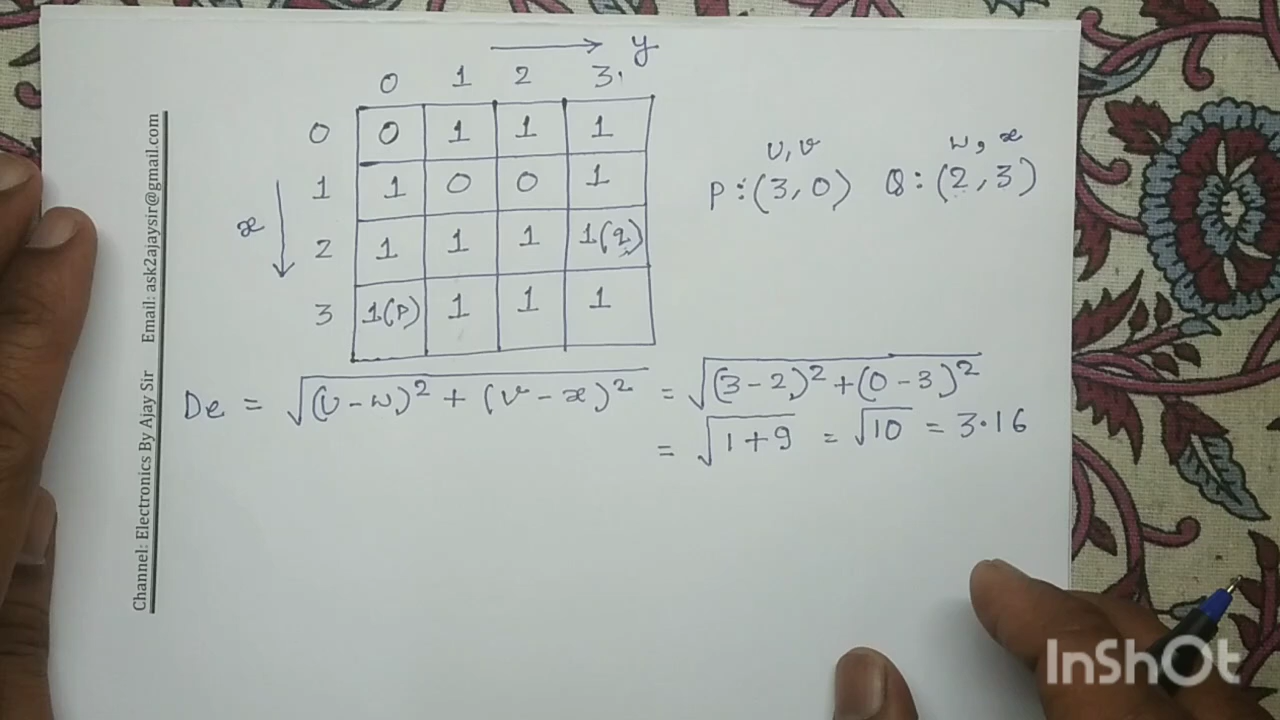 → y
0 1 2 3.
0 0 1 1 1
1 1 0 0 1
x 2 1 1 1 1(q)
3 1(P) 1 1 1
U, v w, x
P:(3, 0) Q:(2, 3)
De = √(U-w)² + (v-x)² = √(3-2)² + (0-3)²
= √1+9 = √10 = 3.16
Channel: Electronics By Ajay Sir Email: ask2ajaysir@gmail.com
InShOt